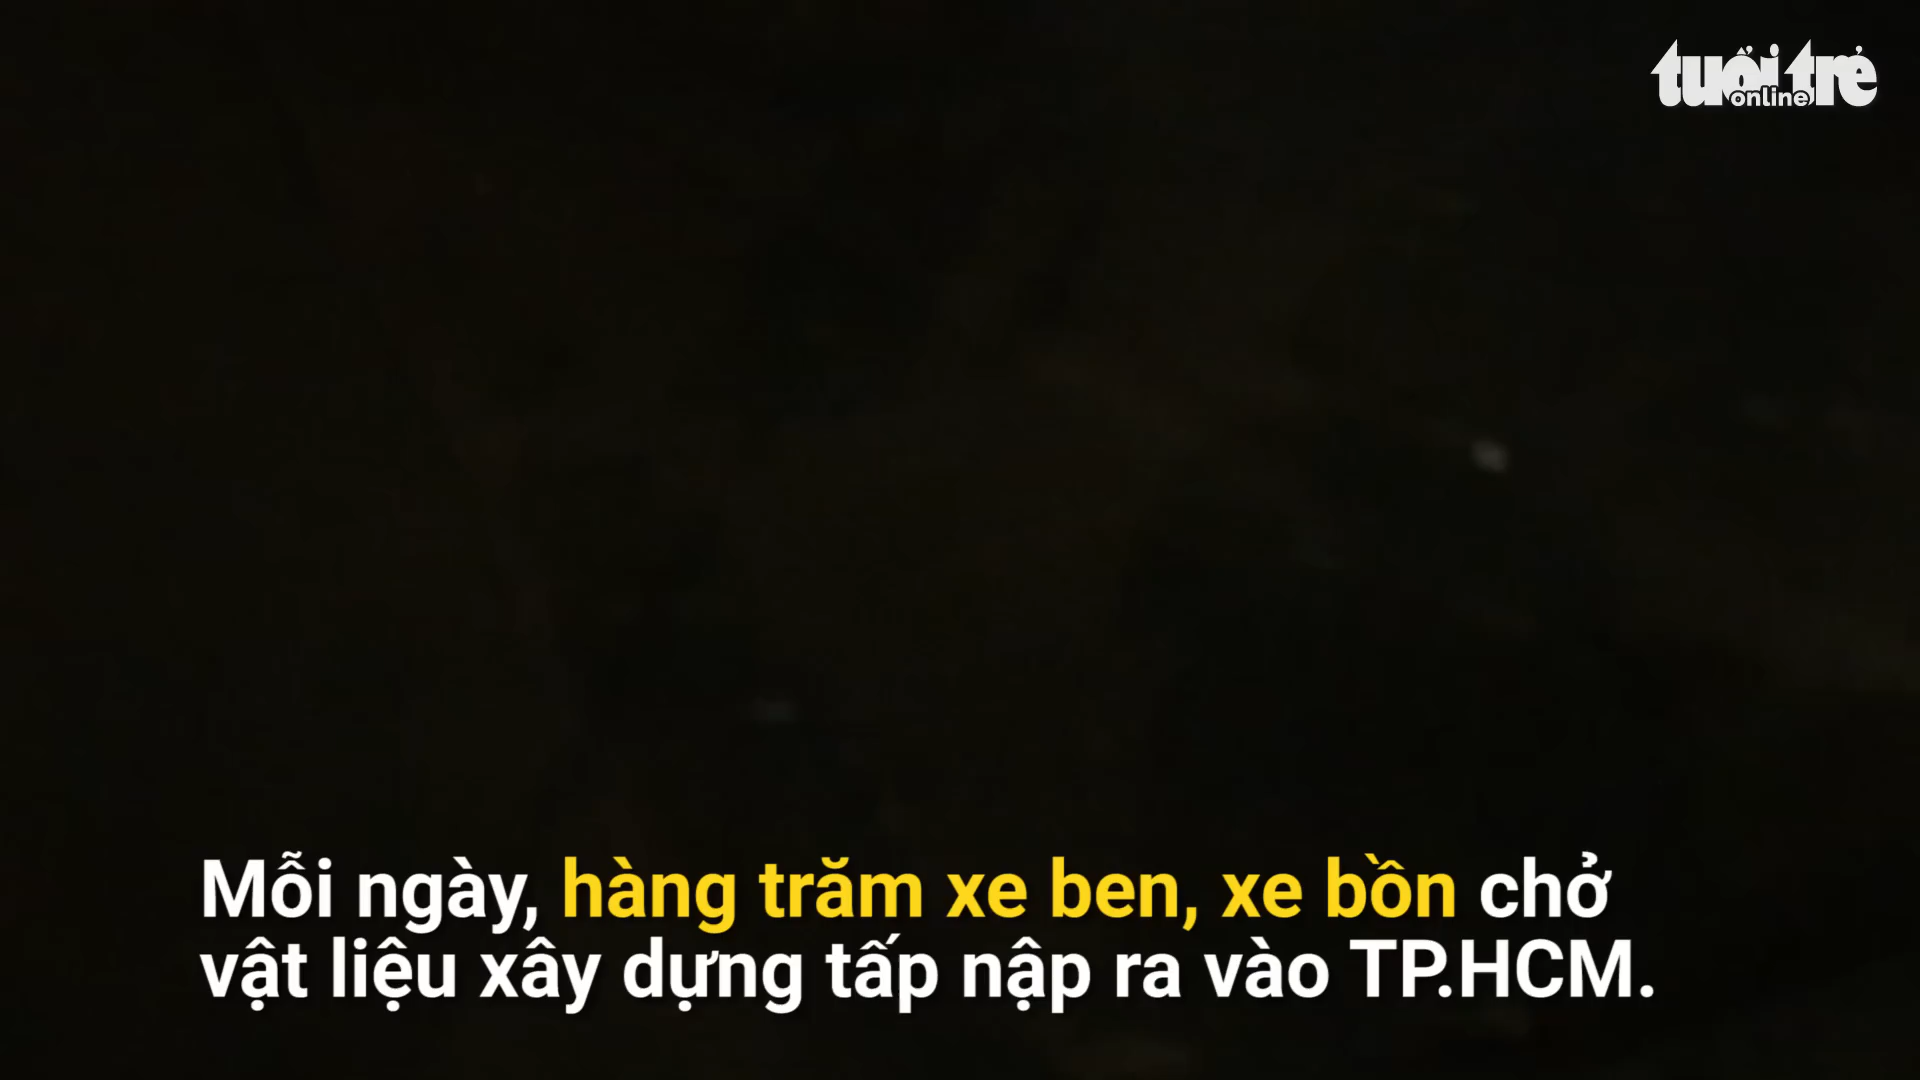 tuổi trẻ
online
Mỗi ngày, hàng trăm xe ben, xe bồn chở
vật liệu xây dựng tấp nập ra vào TP.HCM.